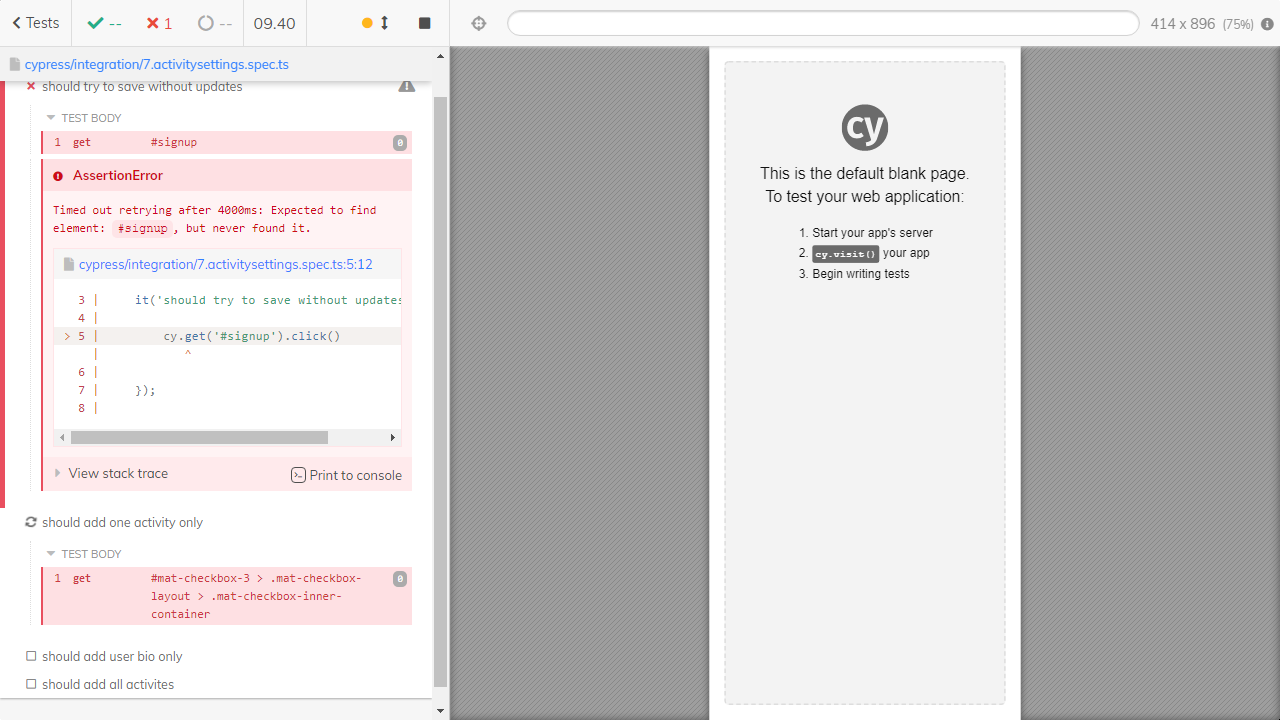 Tests
--
1
--
09.40
414 x 896 (75%)
cypress/integration/7.activitysettings.spec.ts
should try to save without updates
TEST BODY
1 get #signup 0
AssertionError
Timed out retrying after 4000ms: Expected to find
element: #signup, but never found it.
cypress/integration/7.activitysettings.spec.ts:5:12
3 | it('should try to save without updates
4 |
> 5 | cy.get('#signup').click()
| ^
6 |
7 | });
8 |
View stack trace
Print to console
should add one activity only
TEST BODY
1 get #mat-checkbox-3 > .mat-checkbox-
layout > .mat-checkbox-inner-
container
0
should add user bio only
should add all activites
cy
This is the default blank page.
To test your web application:
1. Start your app's server
2. cy.visit() your app
3. Begin writing tests